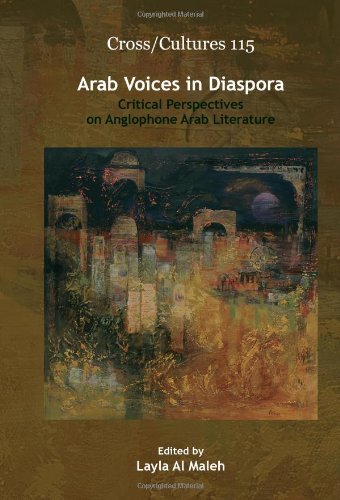 Cross/Cultures 115
Arab Voices in Diaspora
Critical Perspectives
on Anglophone Arab Literature
Edited by
Layla Al Maleh